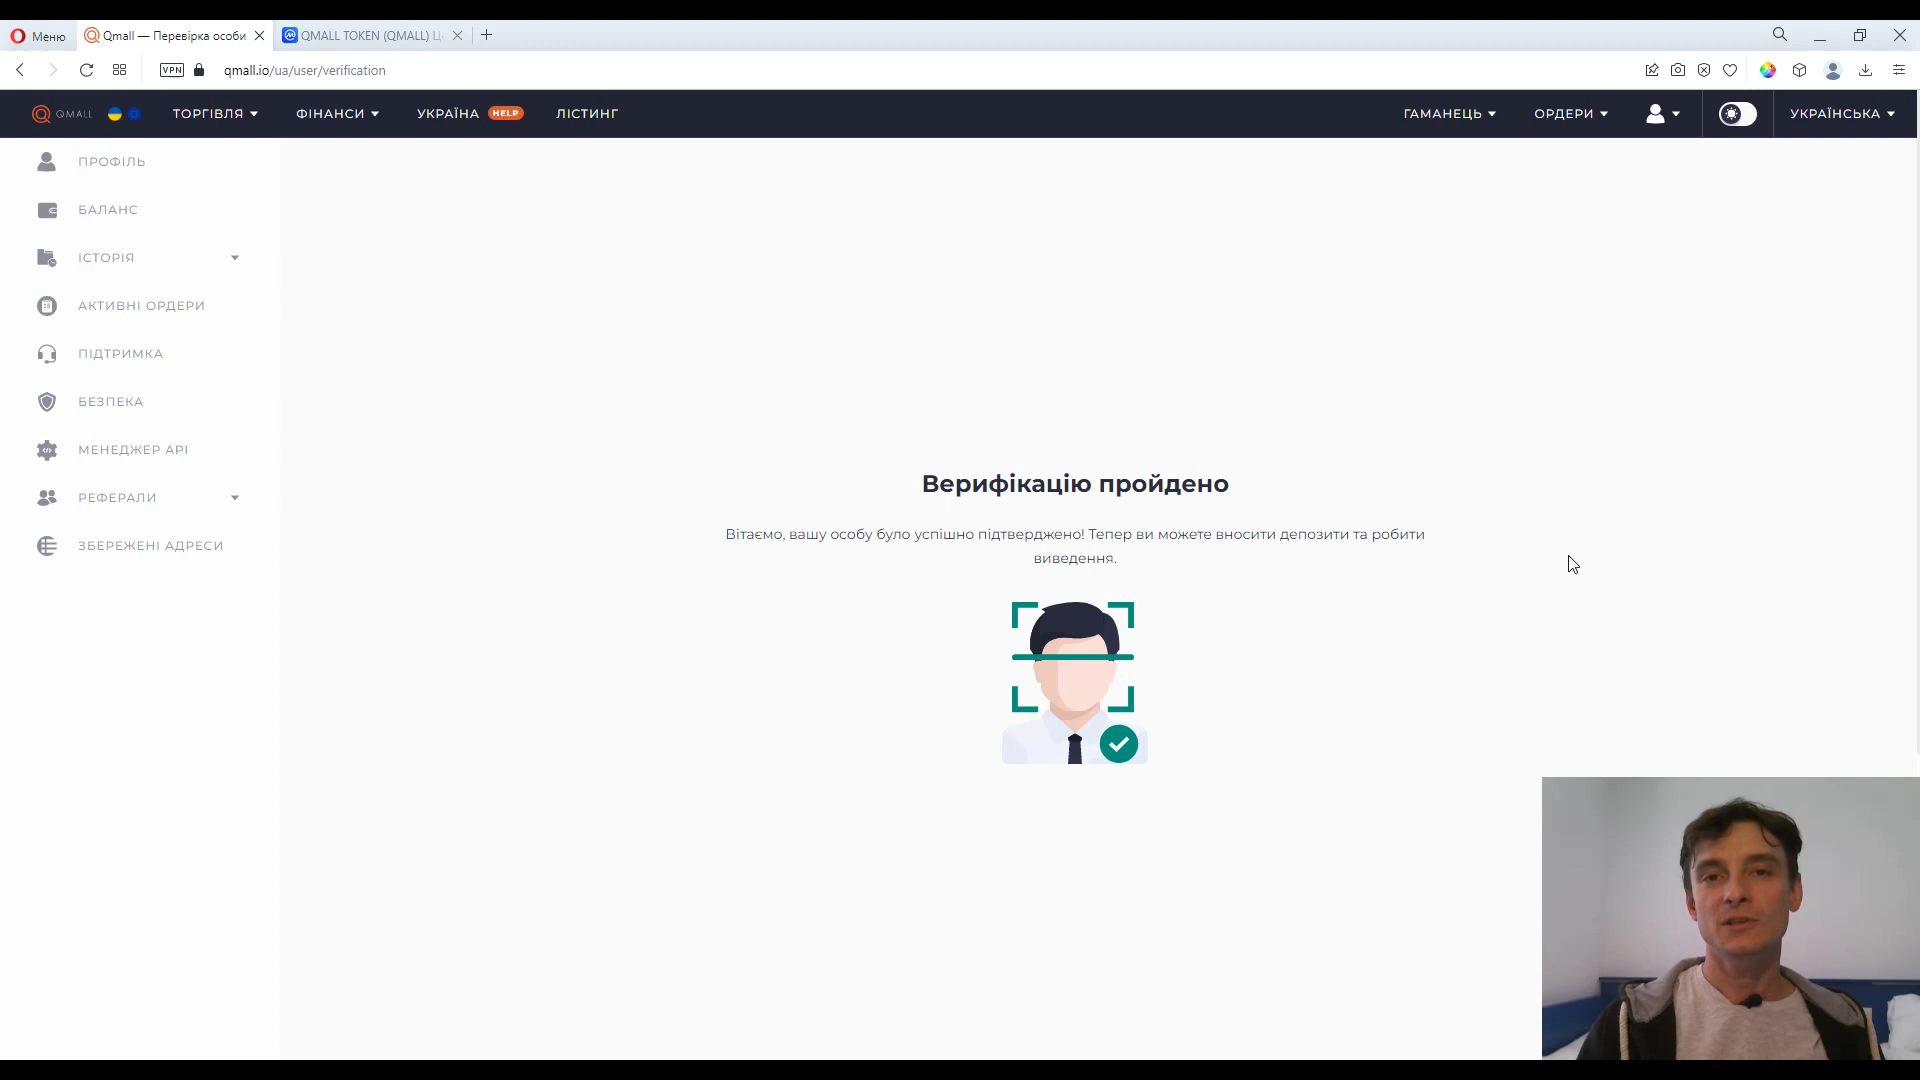 Меню
Qmall — Перевірка особи
QMALL TOKEN (QMALL) Ц
VPN
qmall.io/ua/user/verification
QMALL
ТОРГІВЛЯ
ФІНАНСИ
УКРАЇНА HELP
ЛІСТИНГ
ГАМАНЕЦЬ
ОРДЕРИ
УКРАЇНСЬКА
ПРОФІЛЬ
БАЛАНС
ІСТОРІЯ
АКТИВНІ ОРДЕРИ
ПІДТРИМКА
БЕЗПЕКА
МЕНЕДЖЕР API
РЕФЕРАЛИ
ЗБЕРЕЖЕНІ АДРЕСИ
Верифікацію пройдено
Вітаємо, вашу особу було успішно підтверджено! Тепер ви можете вносити депозити та робити
виведення.